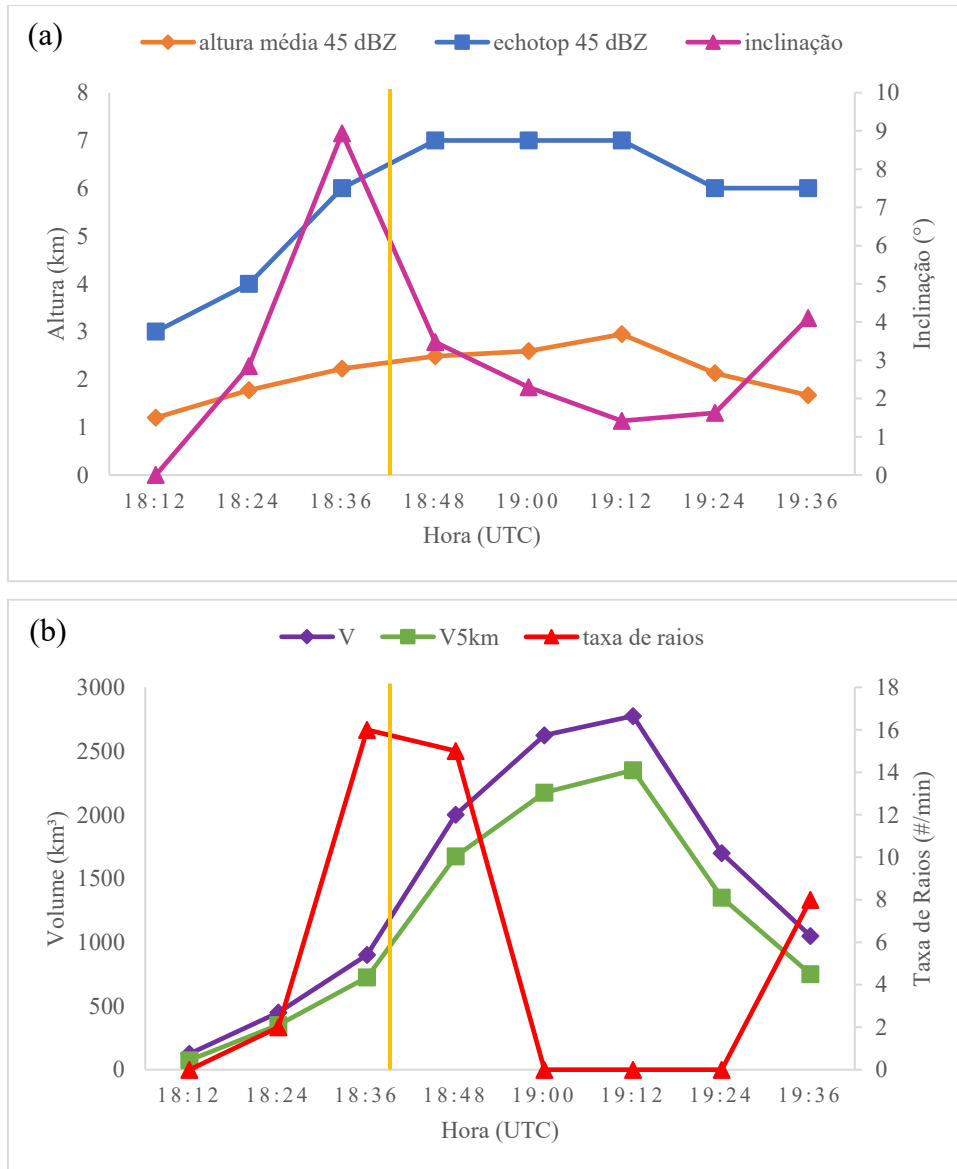 (a)
altura média 45 dBZ echotop 45 dBZ inclinação
8 10
7 9
6 8
5 7
4 6
3 5
2 4
1 3
0 2
1
0
Altura (km)
Inclinação (°)
18:12 18:24 18:36 18:48 19:00 19:12 19:24 19:36
Hora (UTC)
(b)
V V5km taxa de raios
3000 18
2500 16
2000 14
1500 12
1000 10
500 8
0 6
4
2
0
Volume (km³)
Taxa de Raios (#/min)
18:12 18:24 18:36 18:48 19:00 19:12 19:24 19:36
Hora (UTC)